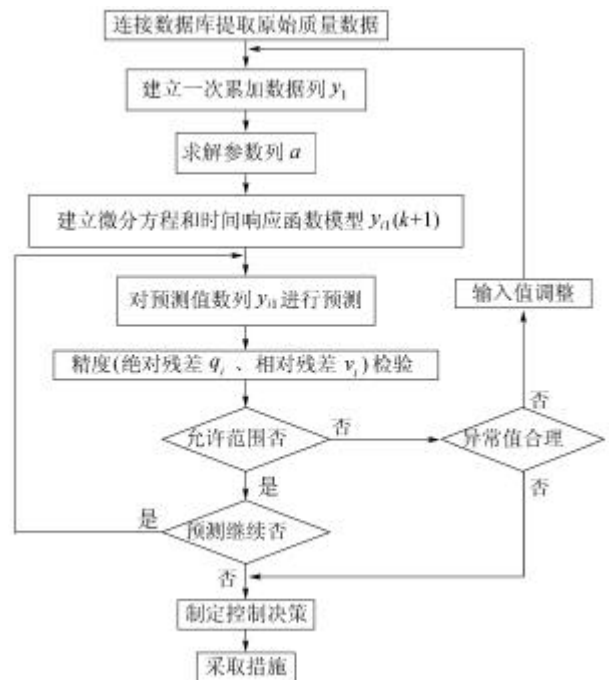 连接数据库提取原始质量数据
建立一次累加数据列 y₁
求解参数列 a
建立微分方程和时间响应函数模型 yᵢ₁(k+1)
对预测值数列 yᵢ₁ 进行预测
输入值调整
精度(绝对残差 qᵢ 、相对残差 vᵢ) 检验
否
允许范围否
否
异常值合理
是
否
是
预测继续否
否
制定控制决策
采取措施